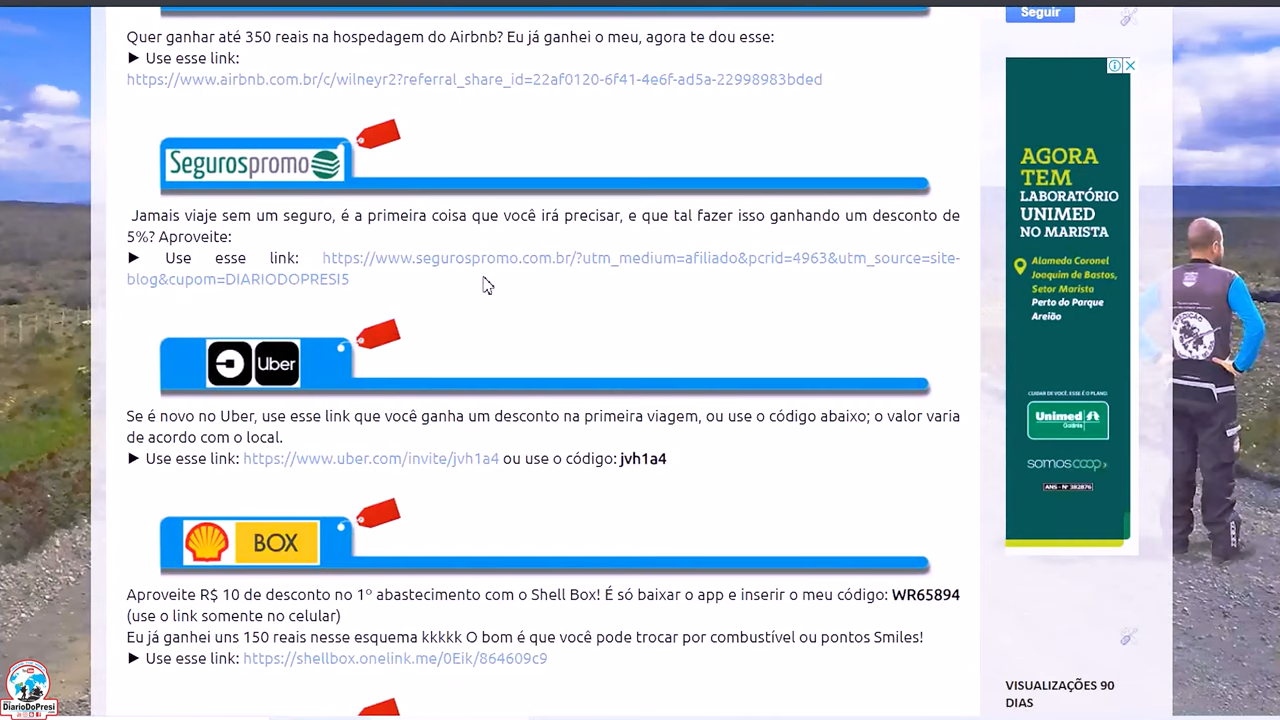 Seguir
Quer ganhar até 350 reais na hospedagem do Airbnb? Eu já ganhei o meu, agora te dou esse:
► Use esse link:
https://www.airbnb.com.br/c/wilneyr2?referral_share_id=22af0120-6f41-4e6f-ad5a-22998983bded
Segurospromo
Jamais viaje sem um seguro, é a primeira coisa que você irá precisar, e que tal fazer isso ganhando um desconto de
5%? Aproveite:
► Use esse link: https://www.segurospromo.com.br/?utm_medium=afiliado&pcrid=4963&utm_source=site-
blog&cupom=DIARIODOPRESI5
Uber
Se é novo no Uber, use esse link que você ganha um desconto na primeira viagem, ou use o código abaixo; o valor varia
de acordo com o local.
► Use esse link: https://www.uber.com/invite/jvh1a4 ou use o código: jvh1a4
BOX
Aproveite R$ 10 de desconto no 1º abastecimento com o Shell Box! É só baixar o app e inserir o meu código: WR65894
(use o link somente no celular)
Eu já ganhei uns 150 reais nesse esquema kkkkk O bom é que você pode trocar por combustível ou pontos Smiles!
► Use esse link: https://shellbox.onelink.me/0Eik/864609c9
AGORA
TEM
LABORATÓRIO
UNIMED
NO MARISTA
Alameda Coronel
Joaquim de Bastos,
Setor Marista
Perto do Parque
Areião
CUIDAR DE VOCÊ. ESSE É O PLANO.
Unimed
Goiânia
somoscoop
ANS - Nº 382876
VISUALIZAÇÕES 90
DIAS
DiarioDoPresi